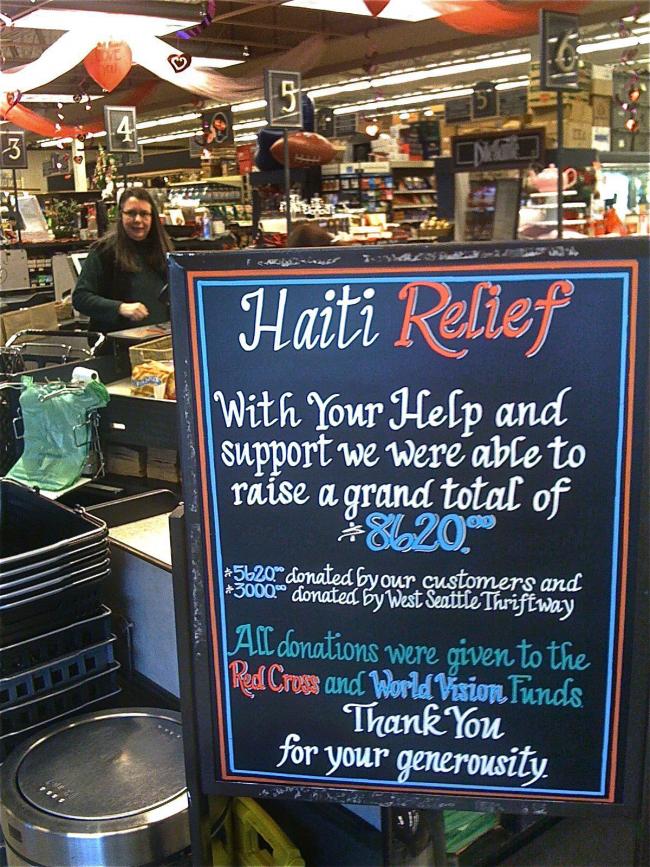 6
5
5
4
3
Haiti Relief
With Your Help and
support we were able to
raise a grand total of
$8620.00
$5620.00 donated by our customers and
$3000.00 donated by West Seattle Thriftway
All donations were given to the
Red Cross and World Vision Funds
Thank You
for your generousity.